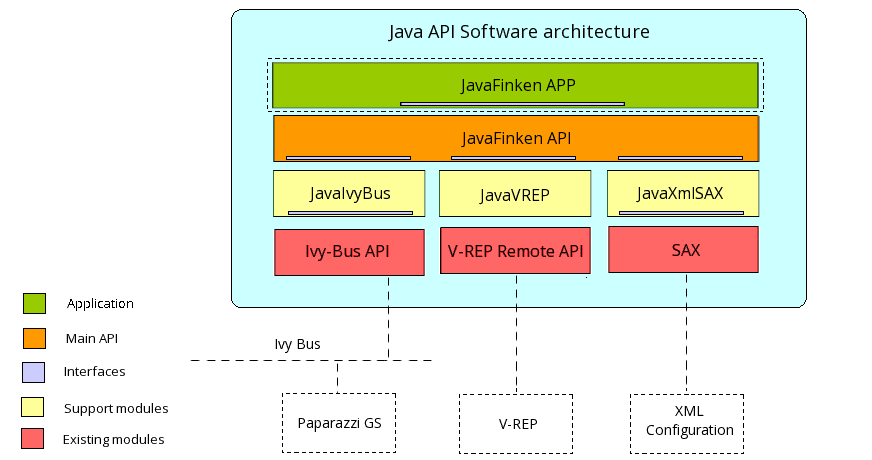 Java API Software architecture
JavaFinken APP
JavaFinken API
JavaIvyBus
JavaVREP
JavaXmlSAX
Ivy-Bus API
V-REP Remote API
SAX
Application
Main API
Interfaces
Support modules
Existing modules
Ivy Bus
Paparazzi GS
V-REP
XML
Configuration